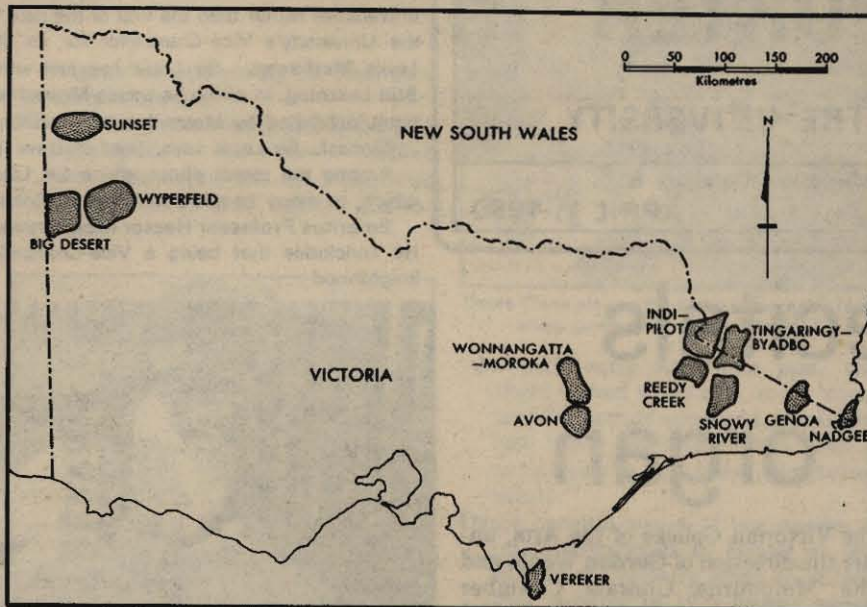 0 50 100 150 200
Kilometres
SUNSET
NEW SOUTH WALES
N
WYPERFELD
BIG DESERT
INDI–
PILOT
TINGARINGY–
BYADBO
WONNANGATTA
–MOROKA
VICTORIA
REEDY
CREEK
AVON
SNOWY
RIVER
GENOA
NADGEE
VEREKER